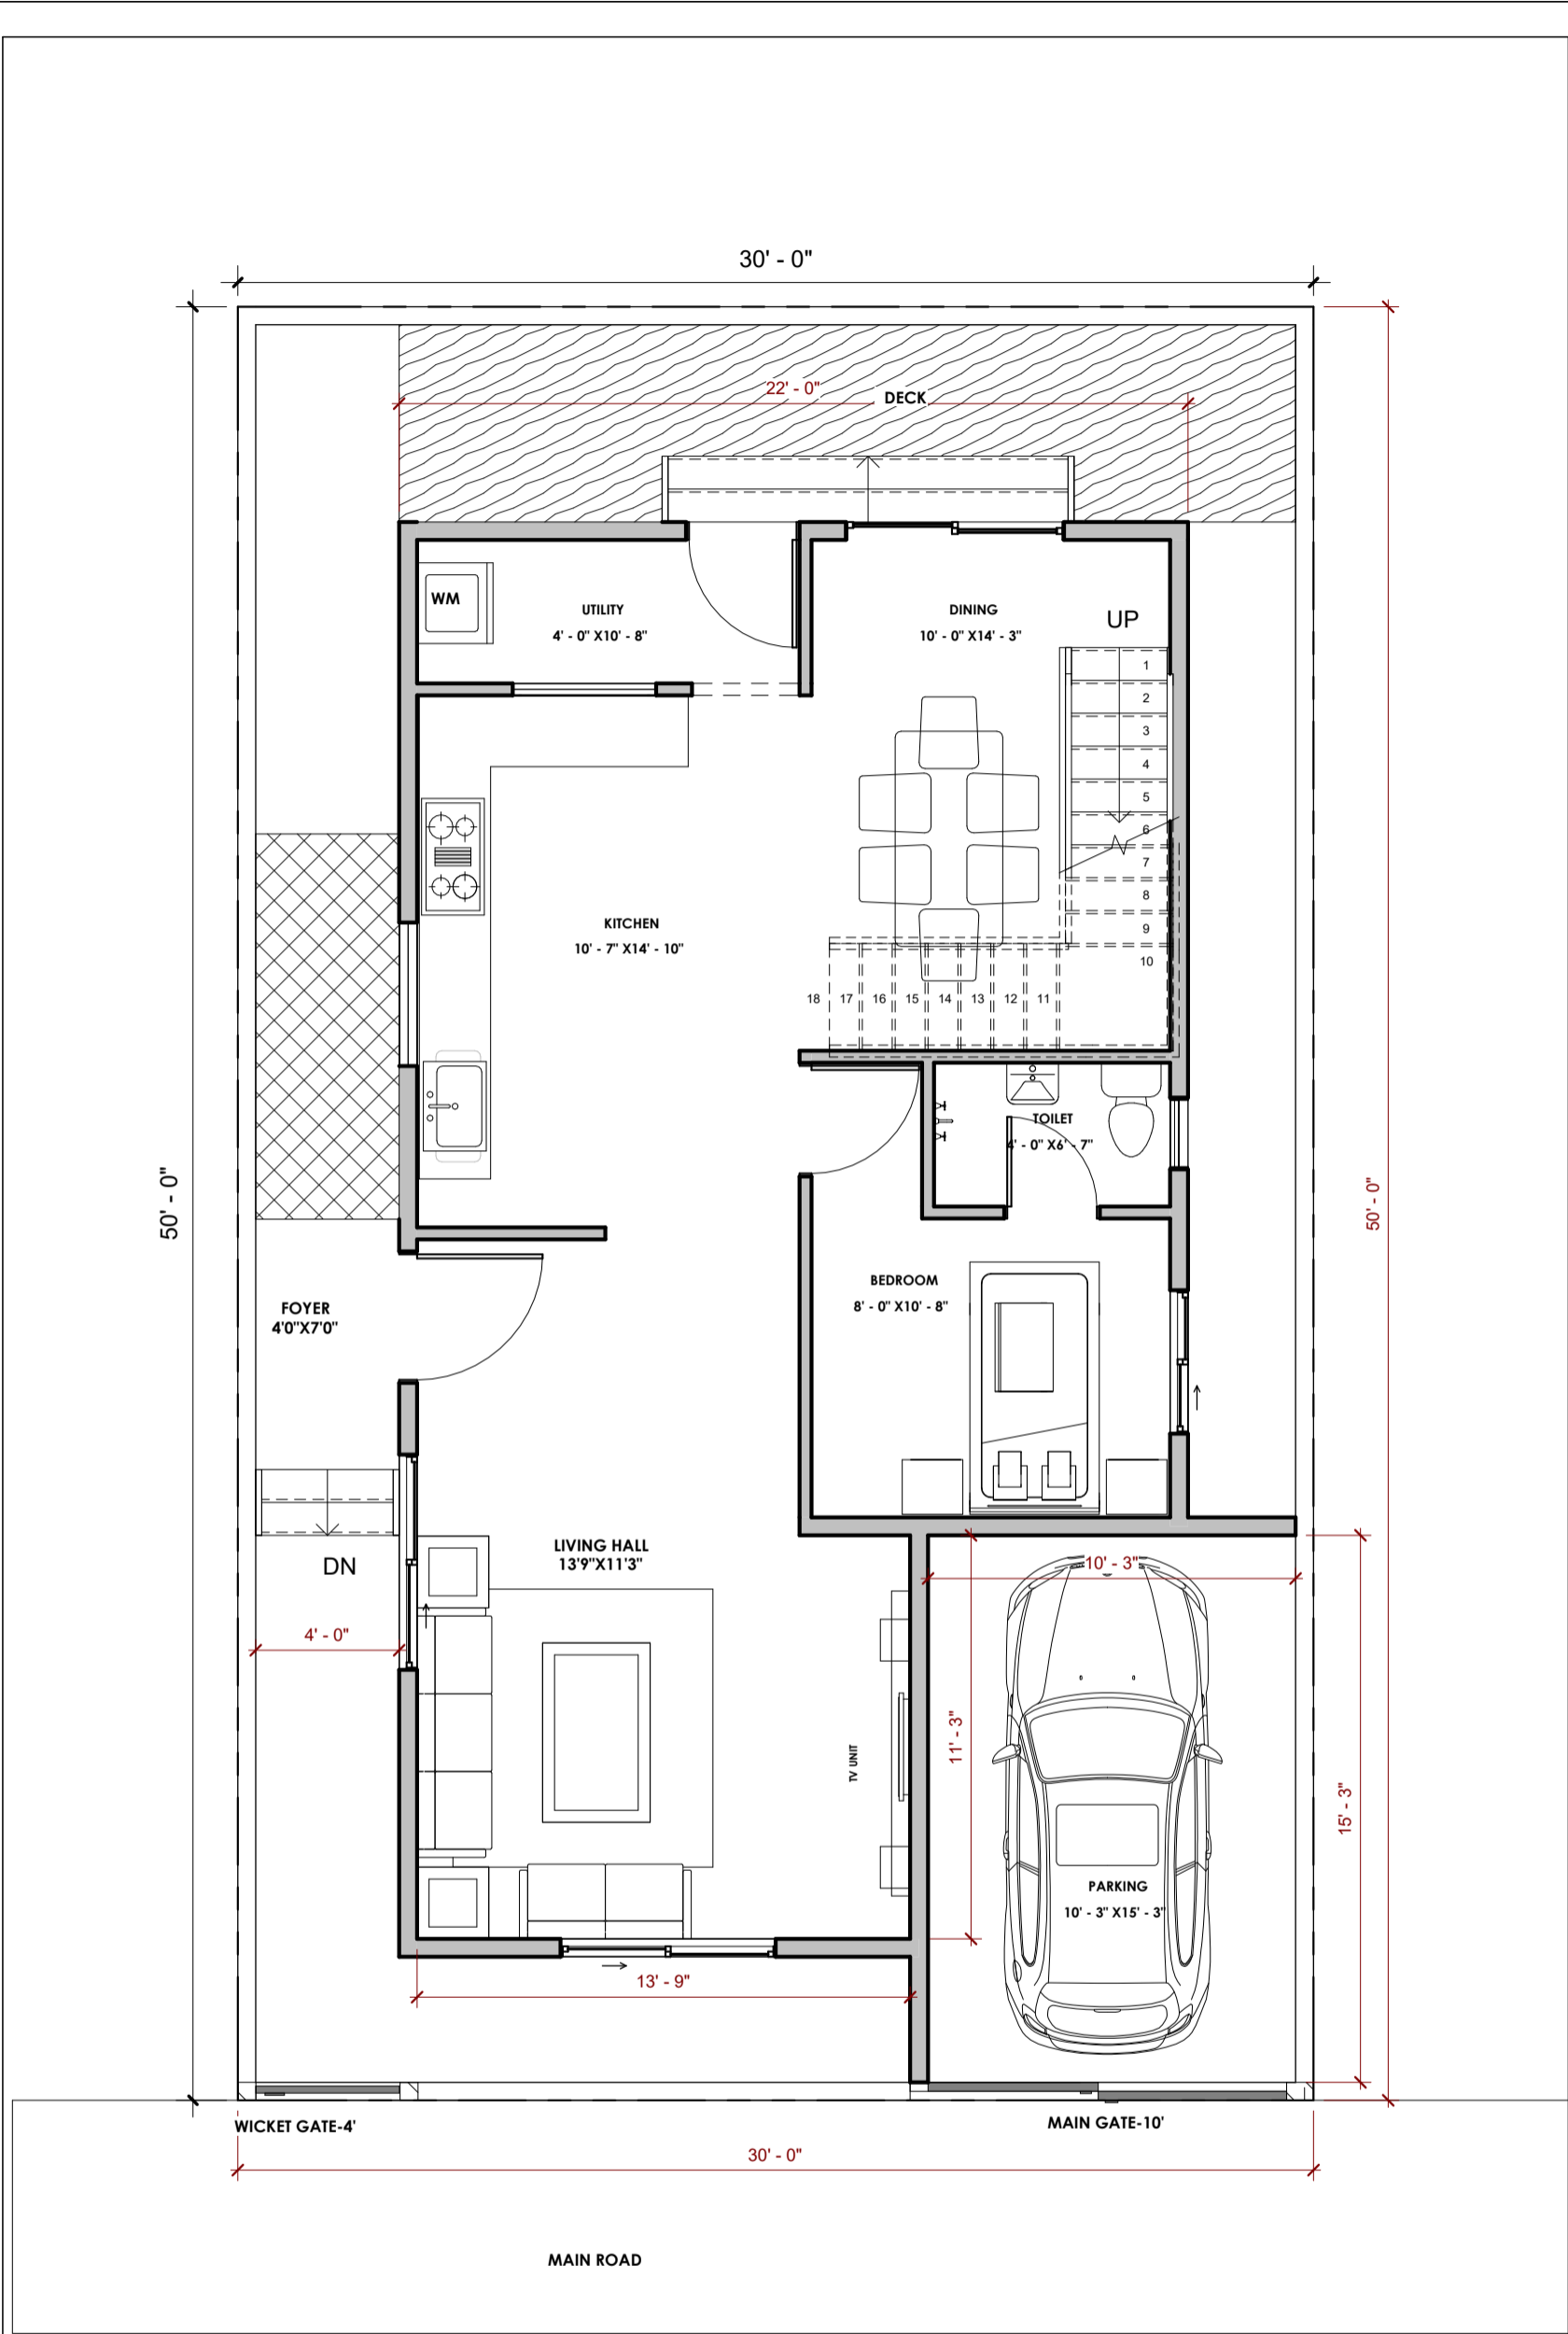 30' - 0"
22' - 0"
DECK
WM
UTILITY
4' - 0" X10' - 8"
DINING
10' - 0" X14' - 3"
UP
1
2
3
4
5
6
7
8
9
10
KITCHEN
10' - 7" X14' - 10"
18 17 16 15 14 13 12 11
TOILET
4' - 0" X6' - 7"
50' - 0"
50' - 0"
BEDROOM
8' - 0" X10' - 8"
FOYER
4'0"X7'0"
LIVING HALL
13'9"X11'3"
DN
10' - 3"
4' - 0"
11' - 3"
TV UNIT
15' - 3"
PARKING
10' - 3" X15' - 3"
13' - 9"
WICKET GATE-4'
MAIN GATE-10'
30' - 0"
MAIN ROAD